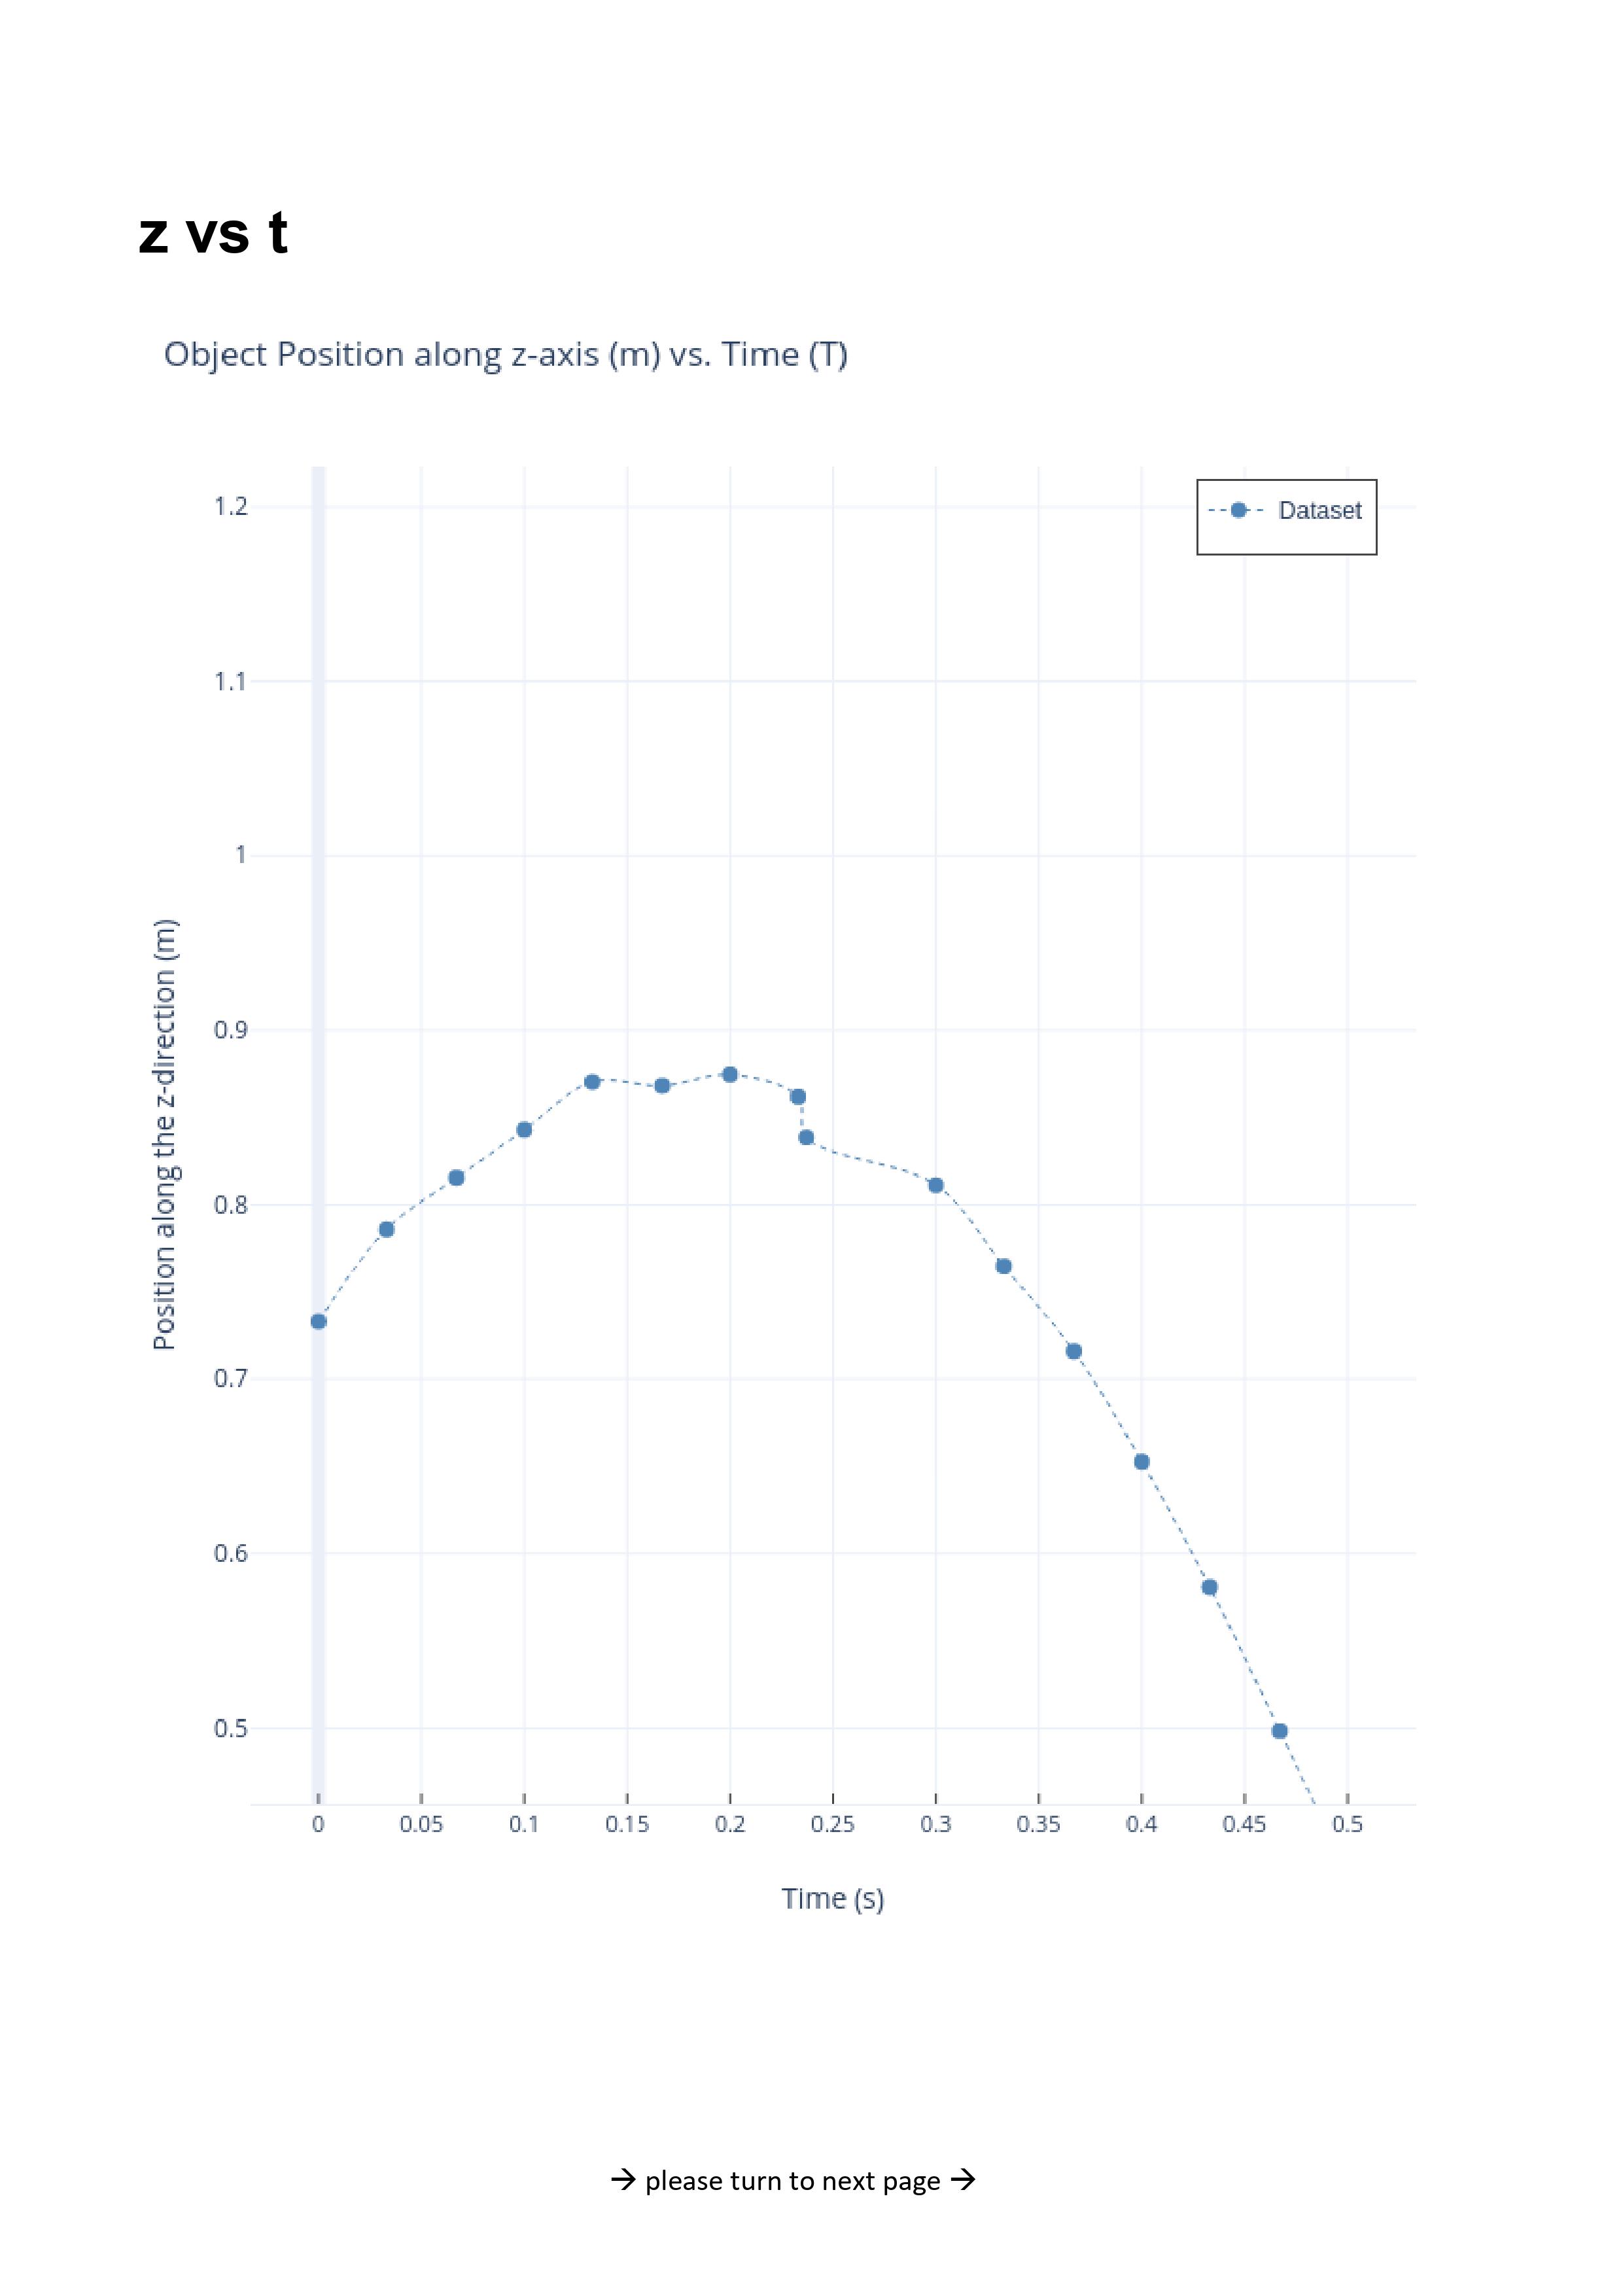 z vs t
Object Position along z-axis (m) vs. Time (T)
Dataset
1.2
1.1
1
0.9
0.8
0.7
0.6
0.5
Position along the z-direction (m)
0 0.05 0.1 0.15 0.2 0.25 0.3 0.35 0.4 0.45 0.5
Time (s)
→ please turn to next page →